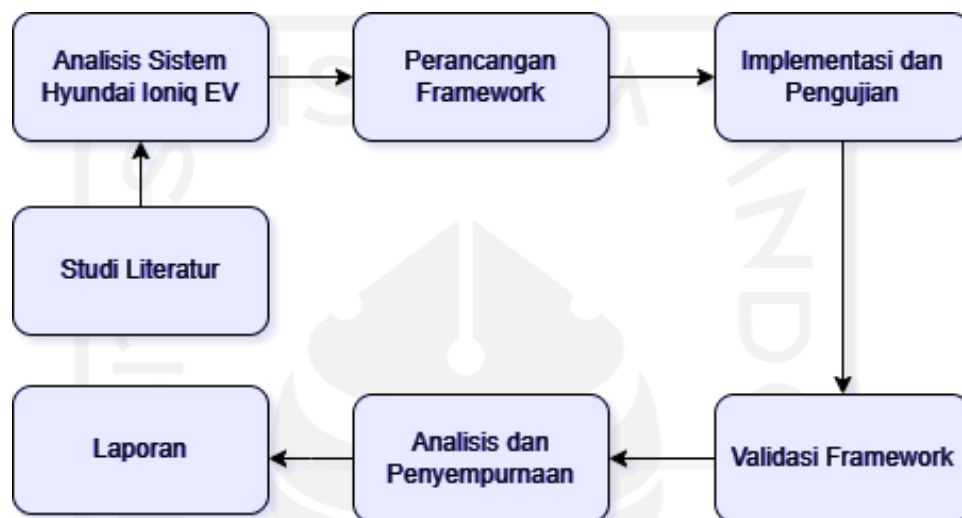 Analisis Sistem
Hyundai Ioniq EV
Perancangan
Framework
Implementasi dan
Pengujian
Studi Literatur
Laporan
Analisis dan
Penyempurnaan
Validasi Framework